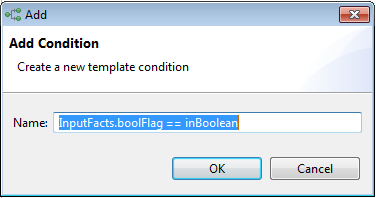 Add
Add Condition
Create a new template condition
Name: InputFacts.boolFlag == inBoolean
OK Cancel